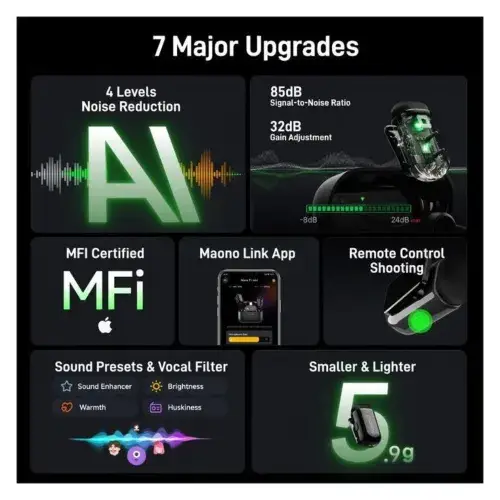 7 Major Upgrades
4 Levels
Noise Reduction
AI
85dB
Signal-to-Noise Ratio
32dB
Gain Adjustment
-8dB
24dB
MFI Certified
MFi
Maono Link App
Remote Control
Shooting
Sound Presets & Vocal Filter
Sound Enhancer
Brightness
Warmth
Huskiness
Smaller & Lighter
5.9g